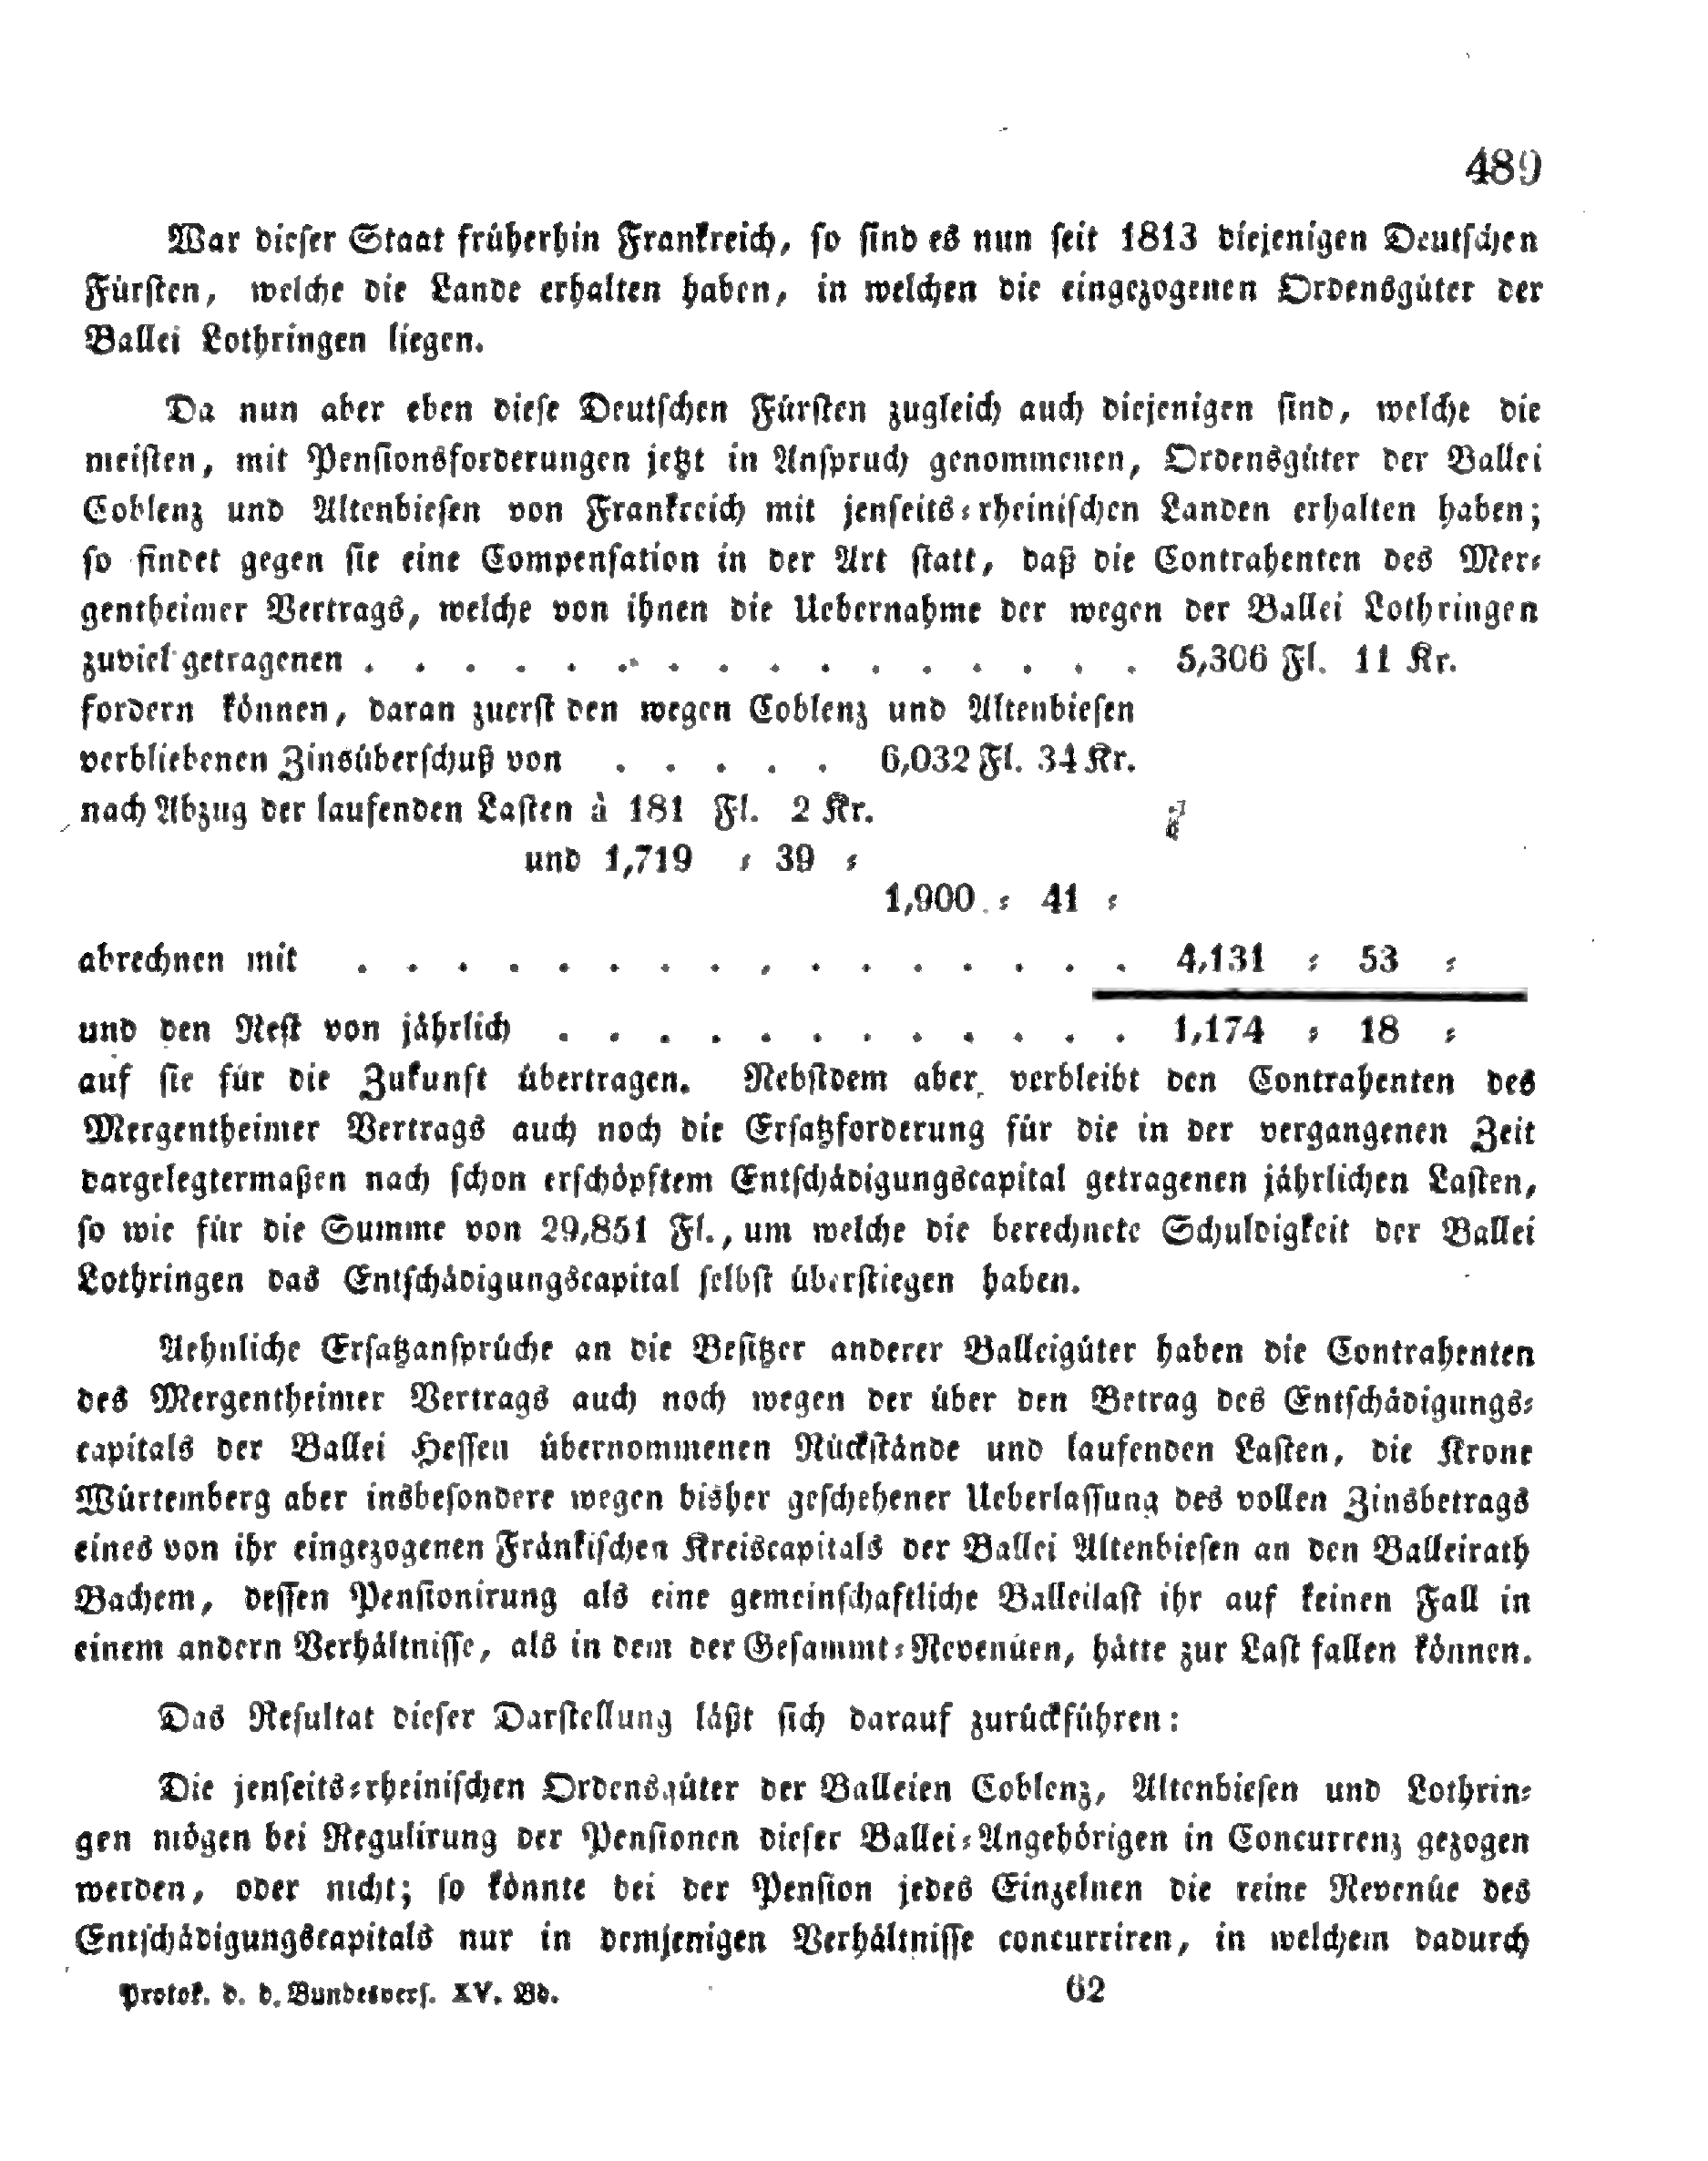 489
War dieser Staat früherhin Frankreich, so sind es nun seit 1813 diejenigen Deutschen
Fürsten, welche die Lande erhalten haben, in welchen die eingezogenen Ordensgüter der
Ballei Lothringen liegen.
Da nun aber eben diese Deutschen Fürsten zugleich auch diejenigen sind, welche die
meisten, mit Pensionsforderungen jetzt in Anspruch genommenen, Ordensgüter der Ballei
Coblenz und Altenbiesen von Frankreich mit jenseits-rheinischen Landen erhalten haben;
so findet gegen sie eine Compensation in der Art statt, daß die Contrahenten des Mer-
gentheimer Vertrags, welche von ihnen die Uebernahme der wegen der Ballei Lothringen
zuviel getragenen . . . . . . . . . . . . . . . . 5,306 Fl. 11 Kr.
fordern können, daran zuerst den wegen Coblenz und Altenbiesen
verbliebenen Zinsüberschuß von . . . . . 6,032 Fl. 34 Kr.
nach Abzug der laufenden Lasten à 181 Fl. 2 Kr.
und 1,719 - 39 -
1,900 - 41 -
abrechnen mit . . . . . . . . . . . . . . . . 4,131 - 53 -
und den Rest von jährlich . . . . . . . . . . . . 1,174 - 18 -
auf sie für die Zukunft übertragen. Nebstdem aber verbleibt den Contrahenten des
Mergentheimer Vertrags auch noch die Ersatzforderung für die in der vergangenen Zeit
dargelegtermaßen nach schon erschöpftem Entschädigungscapital getragenen jährlichen Lasten,
so wie für die Summe von 29,851 Fl., um welche die berechnete Schuldigkeit der Ballei
Lothringen das Entschädigungscapital selbst überstiegen haben.
Aehnliche Ersatzansprüche an die Besitzer anderer Balleigüter haben die Contrahenten
des Mergentheimer Vertrags auch noch wegen der über den Betrag des Entschädigungs-
capitals der Ballei Hessen übernommenen Rückstände und laufenden Lasten, die Krone
Würtemberg aber insbesondere wegen bisher geschehener Ueberlassung des vollen Zinsbetrags
eines von ihr eingezogenen Fränkischen Kreiscapitals der Ballei Altenbiesen an den Balleirath
Bachem, dessen Pensionirung als eine gemeinschaftliche Balleilast ihr auf keinen Fall in
einem andern Verhältnisse, als in dem der Gesammt-Revenüen, hätte zur Last fallen können.
Das Resultat dieser Darstellung läßt sich darauf zurückführen:
Die jenseits-rheinischen Ordensgüter der Balleien Coblenz, Altenbiesen und Lothrin-
gen mögen bei Regulirung der Pensionen dieser Ballei-Angehörigen in Concurrenz gezogen
werden, oder nicht; so könnte bei der Pension jedes Einzelnen die reine Revenüe des
Entschädigungscapitals nur in demjenigen Verhältnisse concurriren, in welchem dadurch
Protok. d. d. Bundesvers. XV. Bd. 62